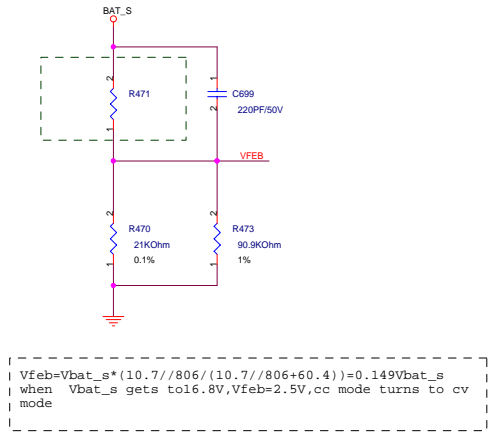 BAT_S
2
R471
1
1
C699
220PF/50V
2
VFEB
2
R470
21KOhm
0.1%
1
2
R473
90.9KOhm
1%
1
Vfeb=Vbat_s*(10.7//806/(10.7//806+60.4))=0.149Vbat_s
when  Vbat_s gets to16.8V,Vfeb=2.5V,cc mode turns to cv
mode